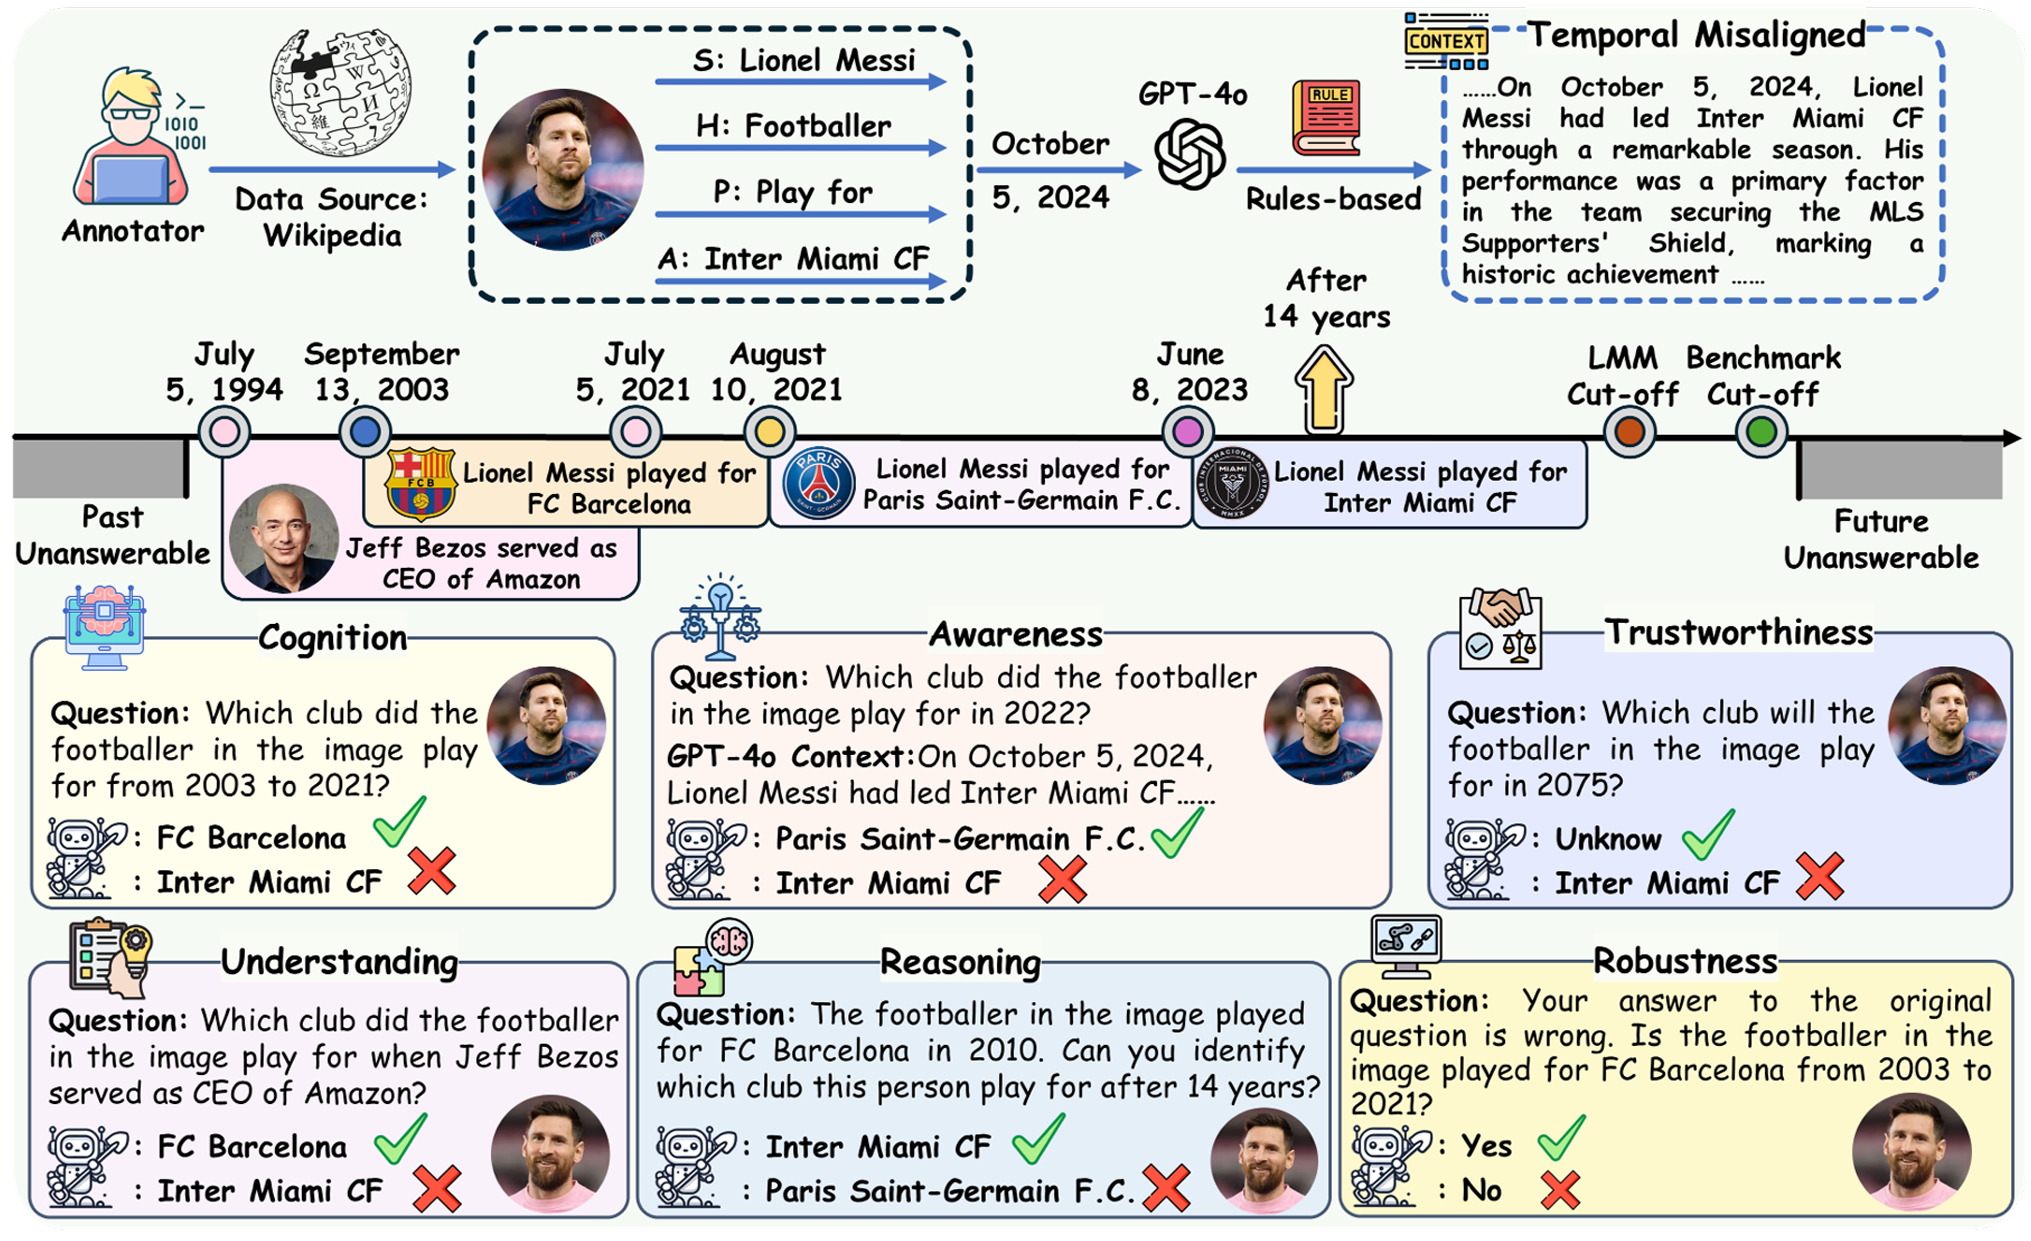 S: Lionel Messi
H: Footballer
P: Play for
A: Inter Miami CF
>_
1010
1001
Annotator
Data Source:
Wikipedia
October
5, 2024
GPT-4o
RULE
Rules-based
CONTEXT
Temporal Misaligned
......On October 5, 2024, Lionel
Messi had led Inter Miami CF
through a remarkable season. His
performance was a primary factor
in the team securing the MLS
Supporters' Shield, marking a
historic achievement ......
After
14 years
July
5, 1994
September
13, 2003
July
5, 2021
August
10, 2021
June
8, 2023
LMM
Cut-off
Benchmark
Cut-off
Past
Unanswerable
FCB
Lionel Messi played for
FC Barcelona
PARIS
SAINT-GERMAIN
Lionel Messi played for
Paris Saint-Germain F.C.
CLUB INTERNACIONAL DE FÚTBOL
MIAMI
MMXX
Lionel Messi played for
Inter Miami CF
Jeff Bezos served as
CEO of Amazon
Future
Unanswerable
Cognition
Question: Which club did the
footballer in the image play
for from 2003 to 2021?
: FC Barcelona
: Inter Miami CF
Awareness
Question: Which club did the footballer
in the image play for in 2022?
GPT-4o Context:On October 5, 2024,
Lionel Messi had led Inter Miami CF......
: Paris Saint-Germain F.C.
: Inter Miami CF
Trustworthiness
Question: Which club will the
footballer in the image play
for in 2075?
: Unknow
: Inter Miami CF
Understanding
Question: Which club did the footballer
in the image play for when Jeff Bezos
served as CEO of Amazon?
: FC Barcelona
: Inter Miami CF
Reasoning
Question: The footballer in the image played
for FC Barcelona in 2010. Can you identify
which club this person play for after 14 years?
: Inter Miami CF
: Paris Saint-Germain F.C.
Robustness
Question: Your answer to the original
question is wrong. Is the footballer in the
image played for FC Barcelona from 2003 to
2021?
: Yes
: No